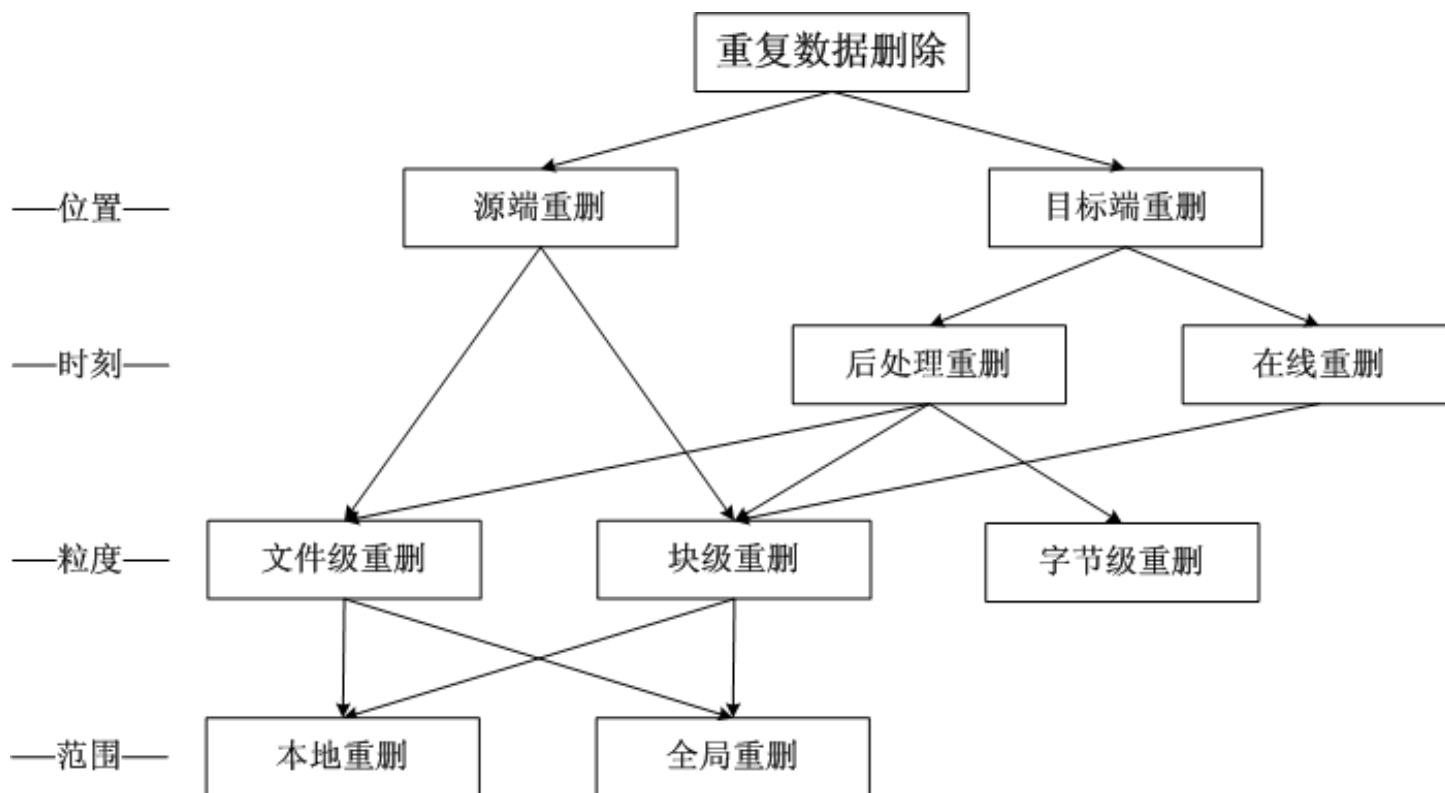 重复数据删除
—位置—
源端重删
目标端重删
—时刻—
后处理重删
在线重删
—粒度—
文件级重删
块级重删
字节级重删
—范围—
本地重删
全局重删